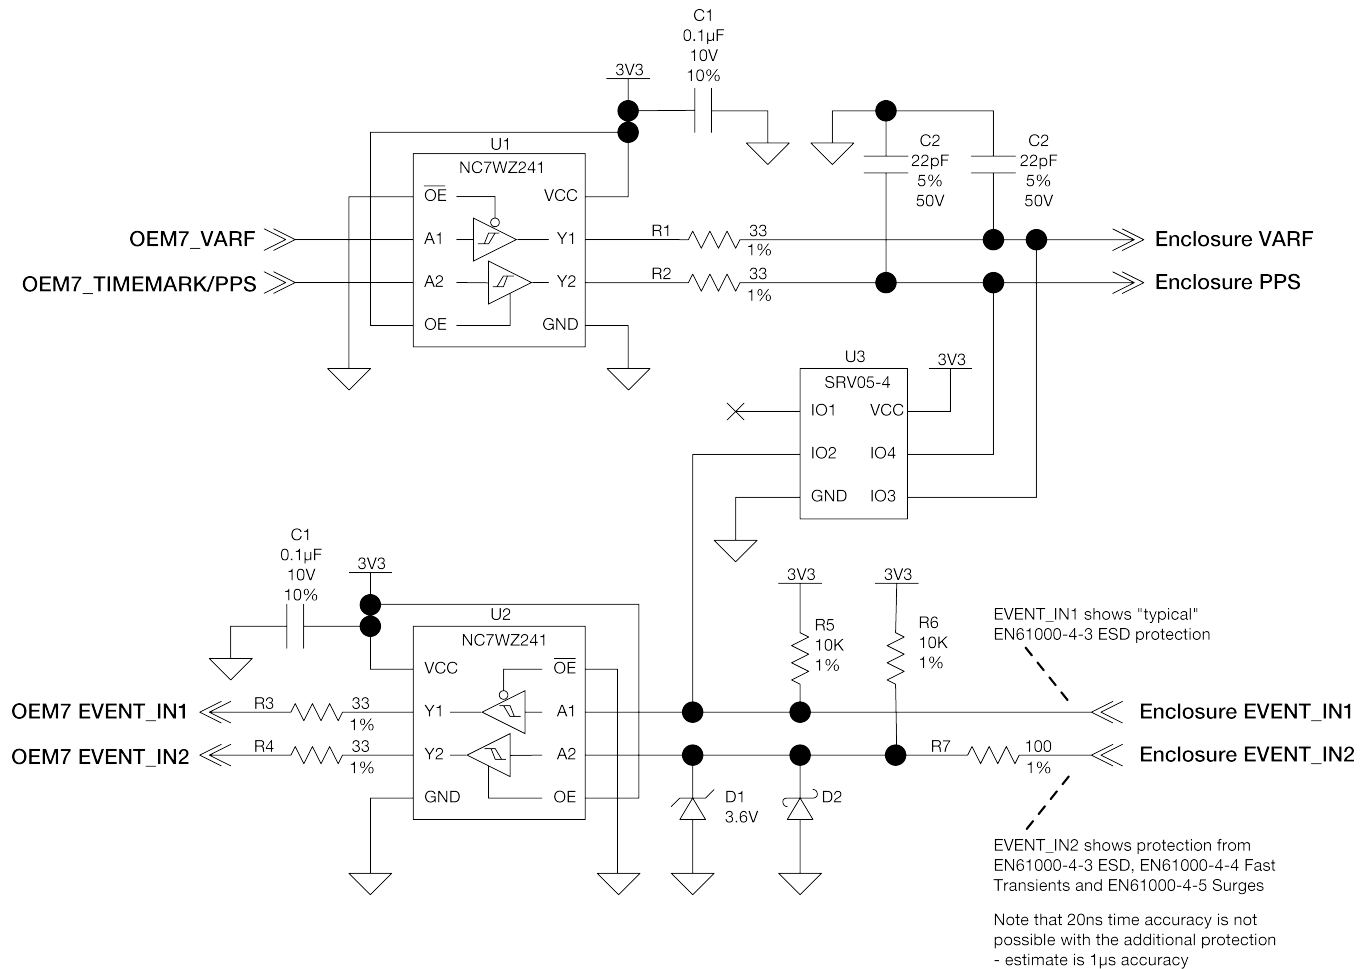 C1
0.1µF
10V
10%
3V3
U1
NC7WZ241
OE
VCC
A1
Y1
A2
Y2
OE
GND
OEM7_VARF
OEM7_TIMEMARK/PPS
R1
33
1%
R2
33
1%
C2
22pF
5%
50V
C2
22pF
5%
50V
Enclosure VARF
Enclosure PPS
U3
SRV05-4
3V3
IO1
VCC
IO2
IO4
GND
IO3
C1
0.1µF
10V
10%
3V3
U2
NC7WZ241
VCC
OE
Y1
A1
Y2
A2
GND
OE
OEM7 EVENT_IN1
R3
33
1%
OEM7 EVENT_IN2
R4
33
1%
3V3
R5
10K
1%
3V3
R6
10K
1%
EVENT_IN1 shows "typical"
EN61000-4-3 ESD protection
Enclosure EVENT_IN1
R7
100
1%
Enclosure EVENT_IN2
D1
3.6V
D2
EVENT_IN2 shows protection from
EN61000-4-3 ESD, EN61000-4-4 Fast
Transients and EN61000-4-5 Surges
Note that 20ns time accuracy is not
possible with the additional protection
- estimate is 1µs accuracy